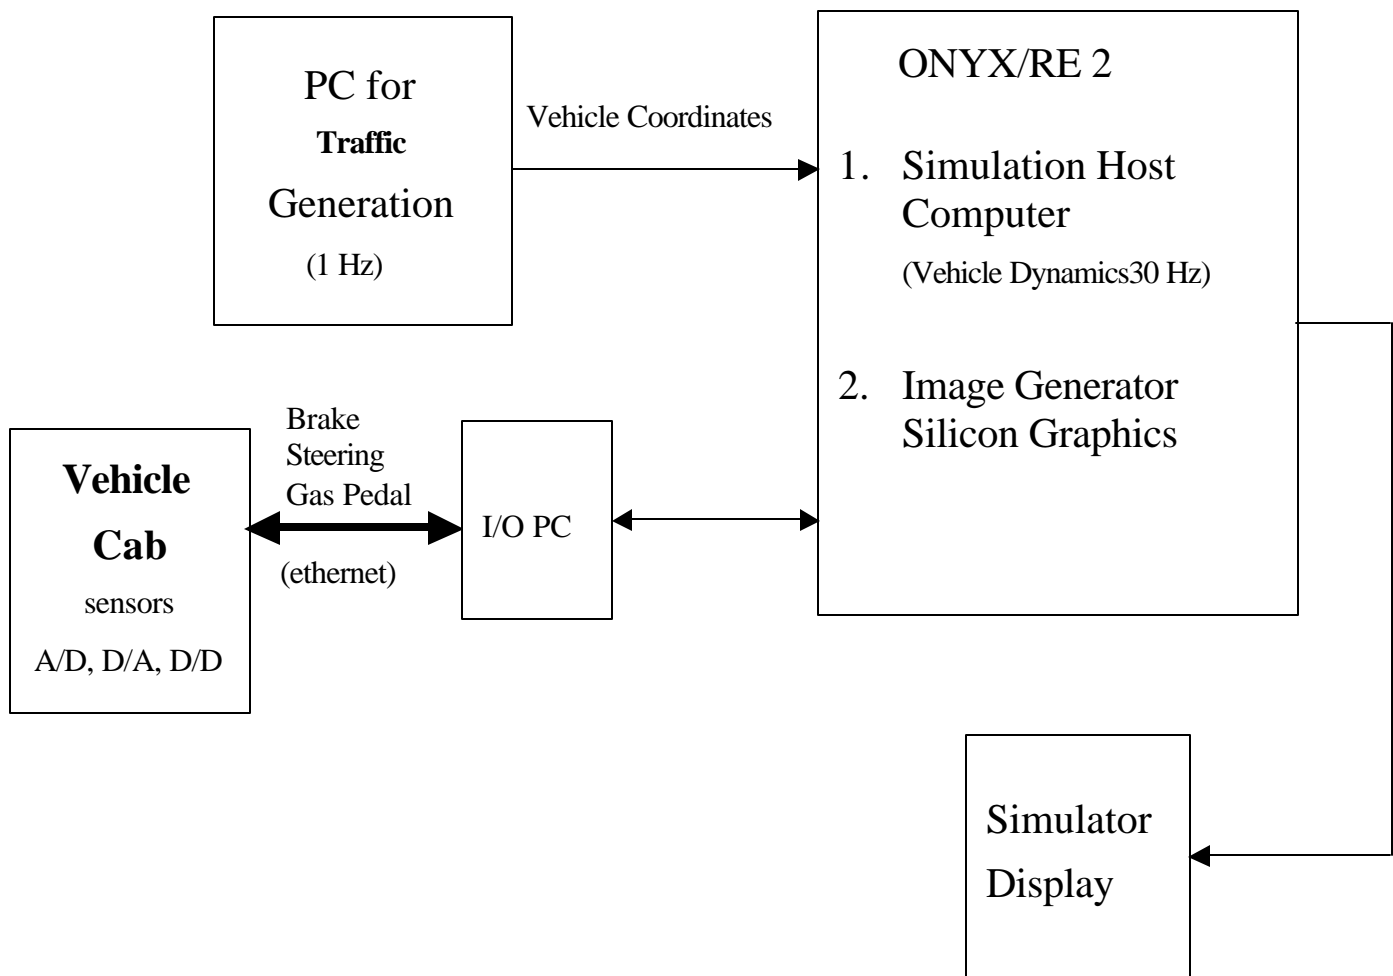 PC for
Traffic
Generation
(1 Hz)
Vehicle Coordinates
ONYX/RE 2
1. Simulation Host
Computer
(Vehicle Dynamics30 Hz)
2. Image Generator
Silicon Graphics
Vehicle
Cab
sensors
A/D, D/A, D/D
Brake
Steering
Gas Pedal
(ethernet)
I/O PC
Simulator
Display